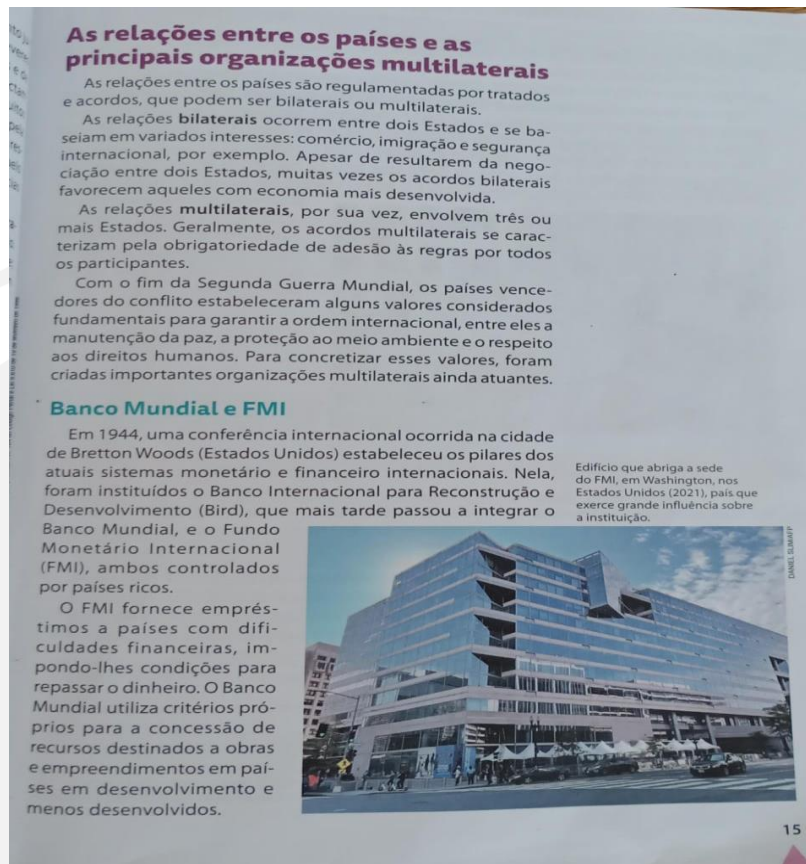 As relações entre os países e as
principais organizações multilaterais
As relações entre os países são regulamentadas por tratados
e acordos, que podem ser bilaterais ou multilaterais.
As relações bilaterais ocorrem entre dois Estados e se ba-
seiam em variados interesses: comércio, imigração e segurança
internacional, por exemplo. Apesar de resultarem da nego-
ciação entre dois Estados, muitas vezes os acordos bilaterais
favorecem aqueles com economia mais desenvolvida.
As relações multilaterais, por sua vez, envolvem três ou
mais Estados. Geralmente, os acordos multilaterais se carac-
terizam pela obrigatoriedade de adesão às regras por todos
os participantes.
Com o fim da Segunda Guerra Mundial, os países vence-
dores do conflito estabeleceram alguns valores considerados
fundamentais para garantir a ordem internacional, entre eles a
manutenção da paz, a proteção ao meio ambiente e o respeito
aos direitos humanos. Para concretizar esses valores, foram
criadas importantes organizações multilaterais ainda atuantes.
Banco Mundial e FMI
Em 1944, uma conferência internacional ocorrida na cidade
de Bretton Woods (Estados Unidos) estabeleceu os pilares dos
atuais sistemas monetário e financeiro internacionais. Nela,
foram instituídos o Banco Internacional para Reconstrução e
Desenvolvimento (Bird), que mais tarde passou a integrar o
Banco Mundial, e o Fundo
Monetário Internacional
(FMI), ambos controlados
por países ricos.
O FMI fornece emprés-
timos a países com difi-
culdades financeiras, im-
pondo-lhes condições para
repassar o dinheiro. O Banco
Mundial utiliza critérios pró-
prios para a concessão de
recursos destinados a obras
e empreendimentos em paí-
ses em desenvolvimento e
menos desenvolvidos.
Edifício que abriga a sede
do FMI, em Washington, nos
Estados Unidos (2021), país que
exerce grande influência sobre
a instituição.
DANIEL SLIM/AFP
15